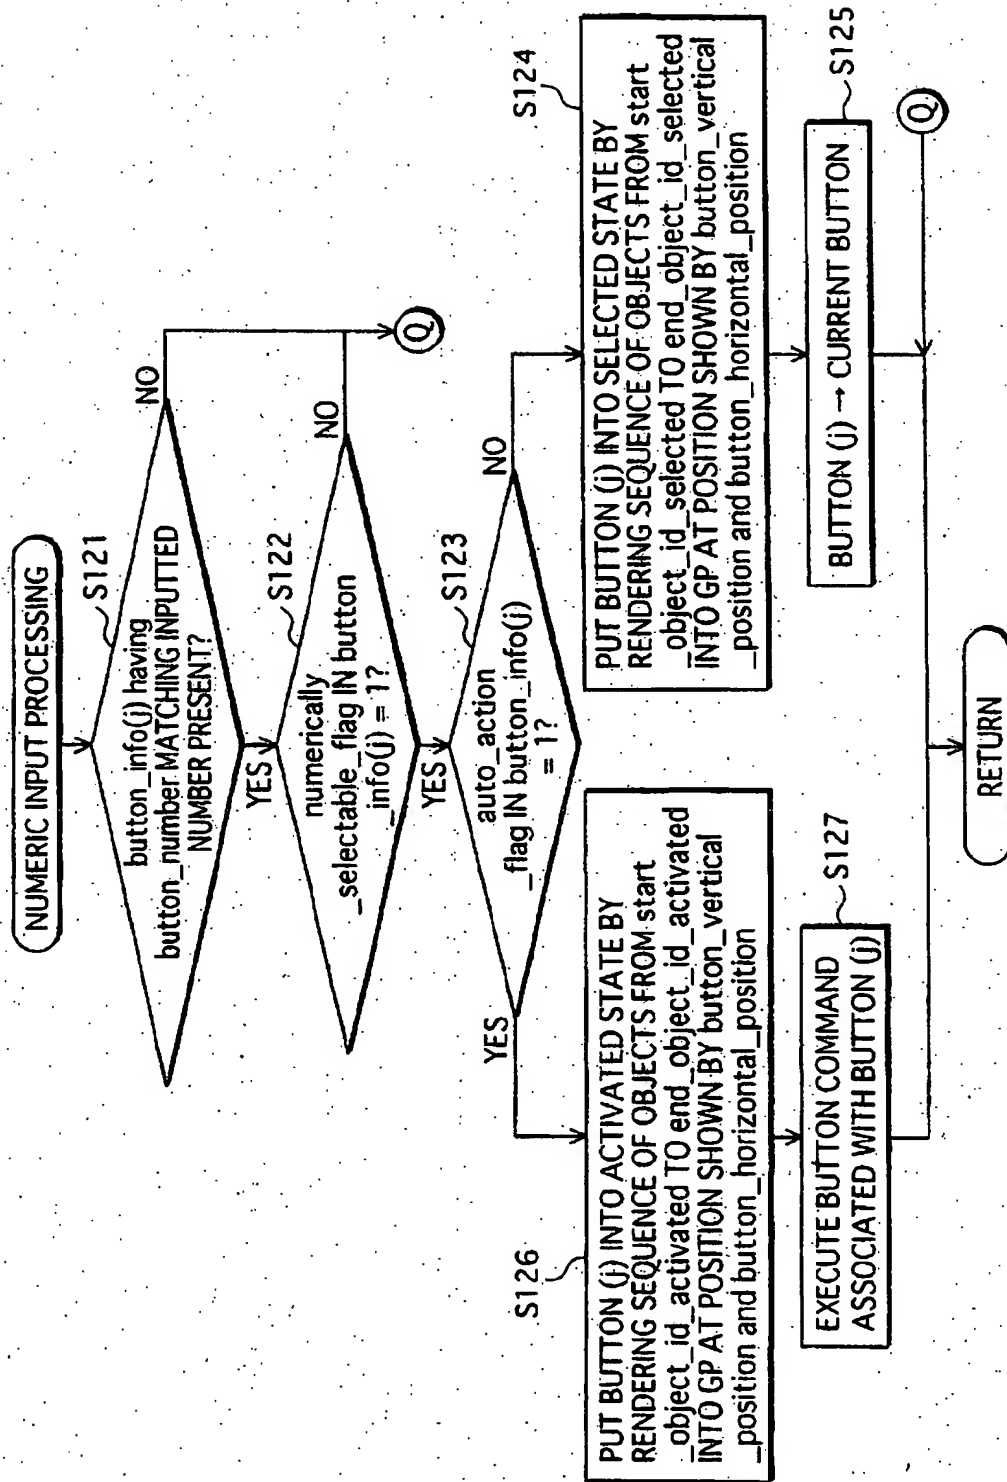 NUMERIC INPUT PROCESSING
S121
button_info(j) having
button_number MATCHING INPUTTED
NUMBER PRESENT?
NO
YES
S122
numerically
_selectable_flag IN button
_info(j) = 1?
NO
Q
YES
S123
auto_action
_flag IN button_info(j)
= 1?
YES
NO
S126
PUT BUTTON (j) INTO ACTIVATED STATE BY
RENDERING SEQUENCE OF OBJECTS FROM start
_object_id_activated TO end_object_id_activated
INTO GP AT POSITION SHOWN BY button_vertical
_position and button_horizontal_position
S127
EXECUTE BUTTON COMMAND
ASSOCIATED WITH BUTTON (j)
S124
PUT BUTTON (j) INTO SELECTED STATE BY
RENDERING SEQUENCE OF OBJECTS FROM start
_object_id_selected TO end_object_id_selected
INTO GP AT POSITION SHOWN BY button_vertical
_position and button_horizontal_position
S125
BUTTON (j) → CURRENT BUTTON
Q
RETURN